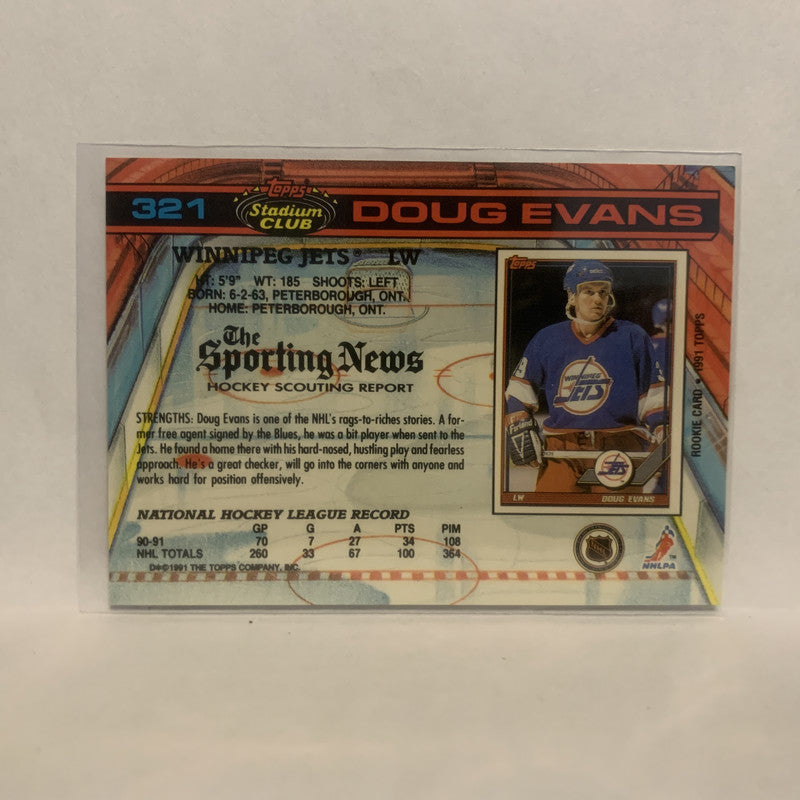 321 Topps Stadium CLUB DOUG EVANS
WINNIPEG JETS® LW
HT: 5'9" WT: 185 SHOOTS: LEFT
BORN: 6-2-63, PETERBOROUGH, ONT.
HOME: PETERBOROUGH, ONT.
The
Sporting News
HOCKEY SCOUTING REPORT
STRENGTHS: Doug Evans is one of the NHL's rags-to-riches stories. A for-
mer free agent signed by the Blues, he was a bit player when sent to the
Jets. He found a home there with his hard-nosed, hustling play and fearless
approach. He's a great checker, will go into the corners with anyone and
works hard for position offensively.
NATIONAL HOCKEY LEAGUE RECORD
GP G A PTS PIM
90-91 70 7 27 34 108
NHL TOTALS 260 33 67 100 364
D✻©1991 THE TOPPS COMPANY, INC.
Topps
WINNIPEG
JETS
JETS
LW DOUG EVANS
ROOKIE CARD • 1991 TOPPS
NHL
TM
NHLPA